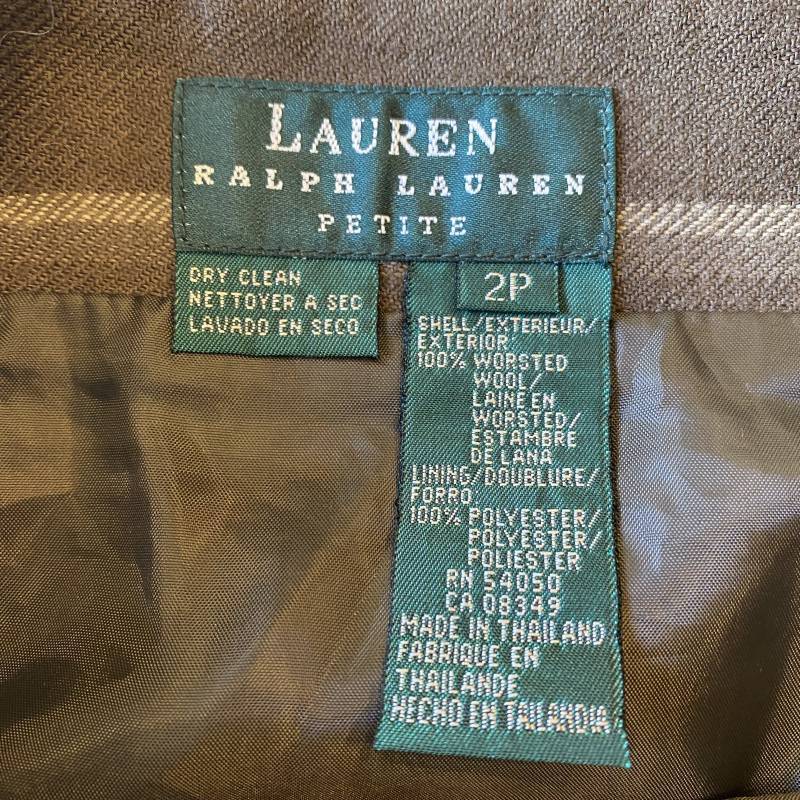 LAUREN
RALPH LAUREN
PETITE
DRY CLEAN
NETTOYER A SEC
LAVADO EN SECO
2P
SHELL/EXTERIEUR/
EXTERIOR:
100% WORSTED
WOOL/
LAINE EN
WORSTED/
ESTAMBRE
DE LANA
LINING/DOUBLURE/
FORRO:
100% POLYESTER/
POLYESTER/
POLIESTER
RN 54050
CA 08349
MADE IN THAILAND
FABRIQUE EN
THAILANDE
HECHO EN TAILANDIA